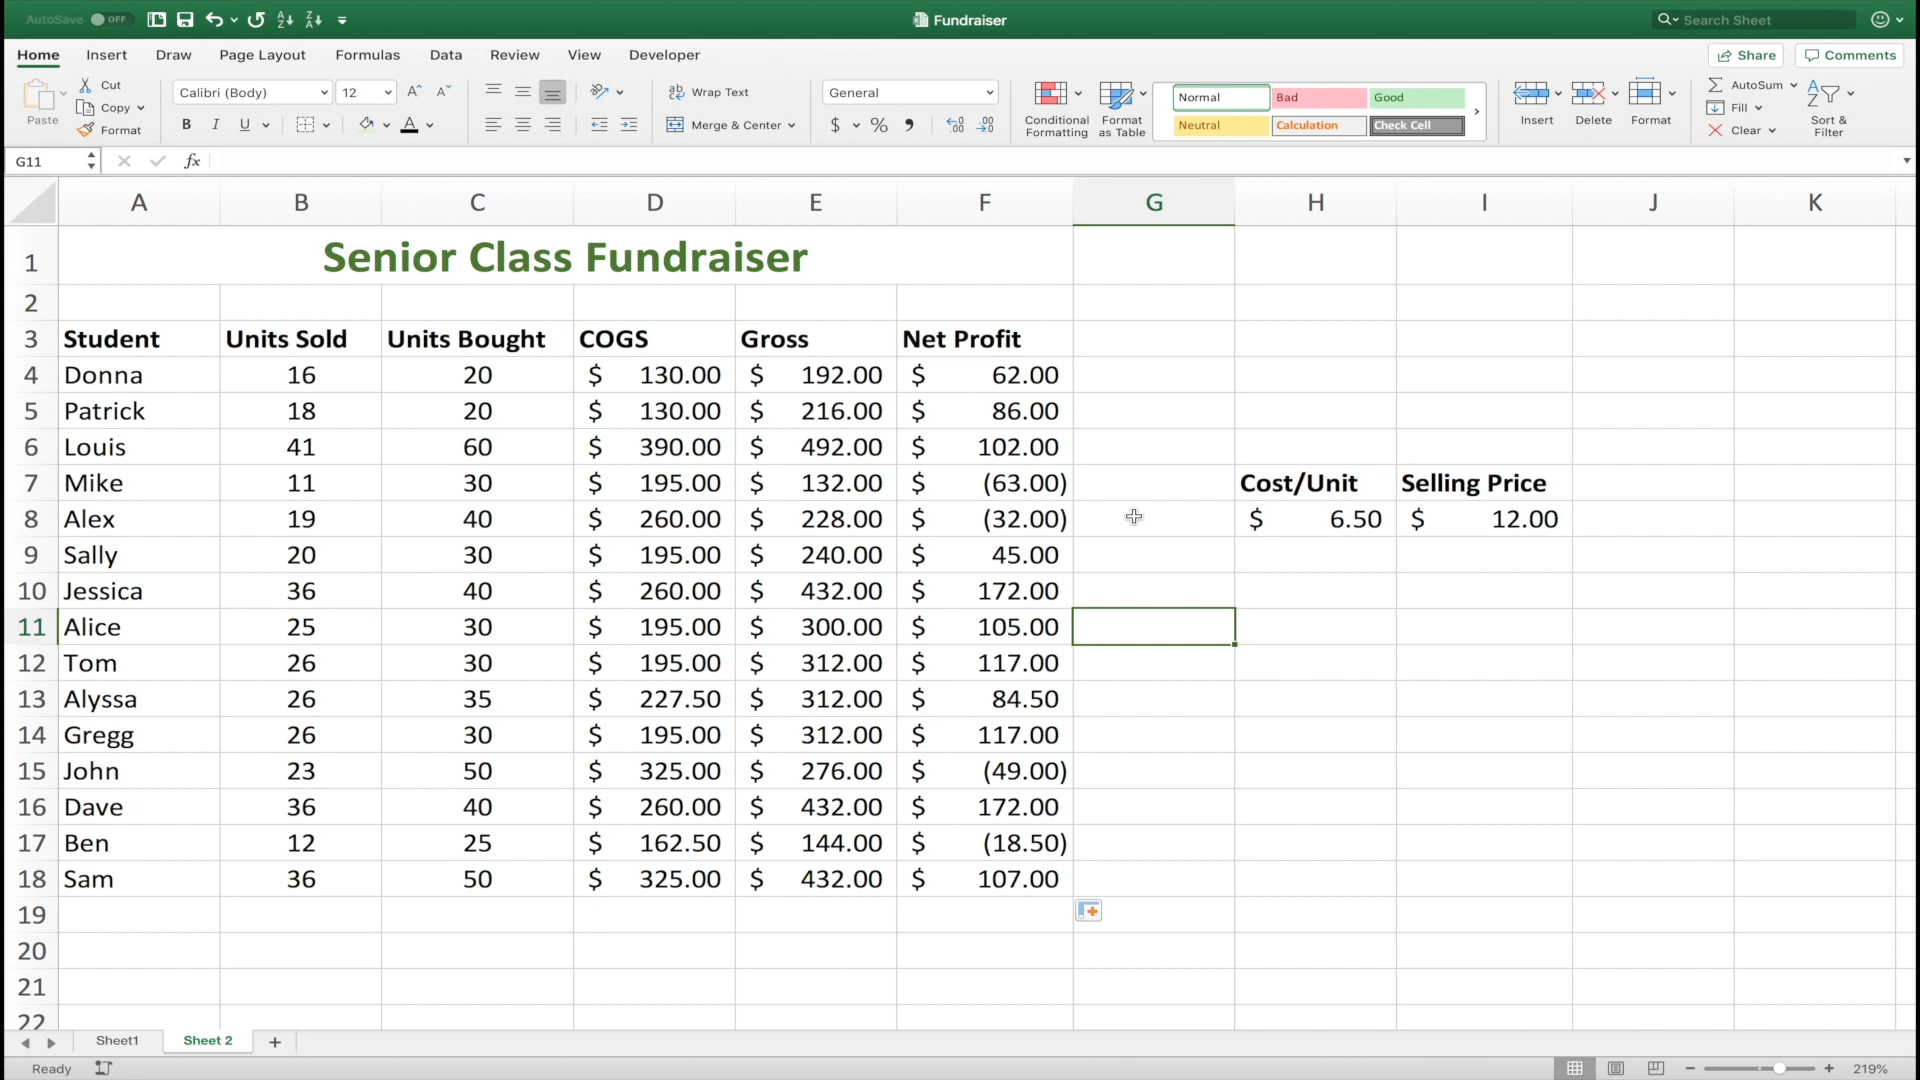 AutoSave OFF Fundraiser Search Sheet
Home Insert Draw Page Layout Formulas Data Review View Developer Share Comments
Paste Cut Copy Format
Calibri (Body) 12 A^ Aˇ
B I U A
Wrap Text
Merge & Center
General
$ %
Conditional Formatting
Format as Table
Normal Bad Good
Neutral Calculation Check Cell
Insert Delete Format
AutoSum
Fill
Clear
Sort & Filter
G11 fx
A B C D E F G H I J K
1 Senior Class Fundraiser
2
3 Student Units Sold Units Bought COGS Gross Net Profit
4 Donna 16 20 $ 130.00 $ 192.00 $ 62.00
5 Patrick 18 20 $ 130.00 $ 216.00 $ 86.00
6 Louis 41 60 $ 390.00 $ 492.00 $ 102.00
7 Mike 11 30 $ 195.00 $ 132.00 $ (63.00) Cost/Unit Selling Price
8 Alex 19 40 $ 260.00 $ 228.00 $ (32.00) $ 6.50 $ 12.00
9 Sally 20 30 $ 195.00 $ 240.00 $ 45.00
10 Jessica 36 40 $ 260.00 $ 432.00 $ 172.00
11 Alice 25 30 $ 195.00 $ 300.00 $ 105.00
12 Tom 26 30 $ 195.00 $ 312.00 $ 117.00
13 Alyssa 26 35 $ 227.50 $ 312.00 $ 84.50
14 Gregg 26 30 $ 195.00 $ 312.00 $ 117.00
15 John 23 50 $ 325.00 $ 276.00 $ (49.00)
16 Dave 36 40 $ 260.00 $ 432.00 $ 172.00
17 Ben 12 25 $ 162.50 $ 144.00 $ (18.50)
18 Sam 36 50 $ 325.00 $ 432.00 $ 107.00
19
20
21
22
Sheet1 Sheet 2 +
Ready 219%